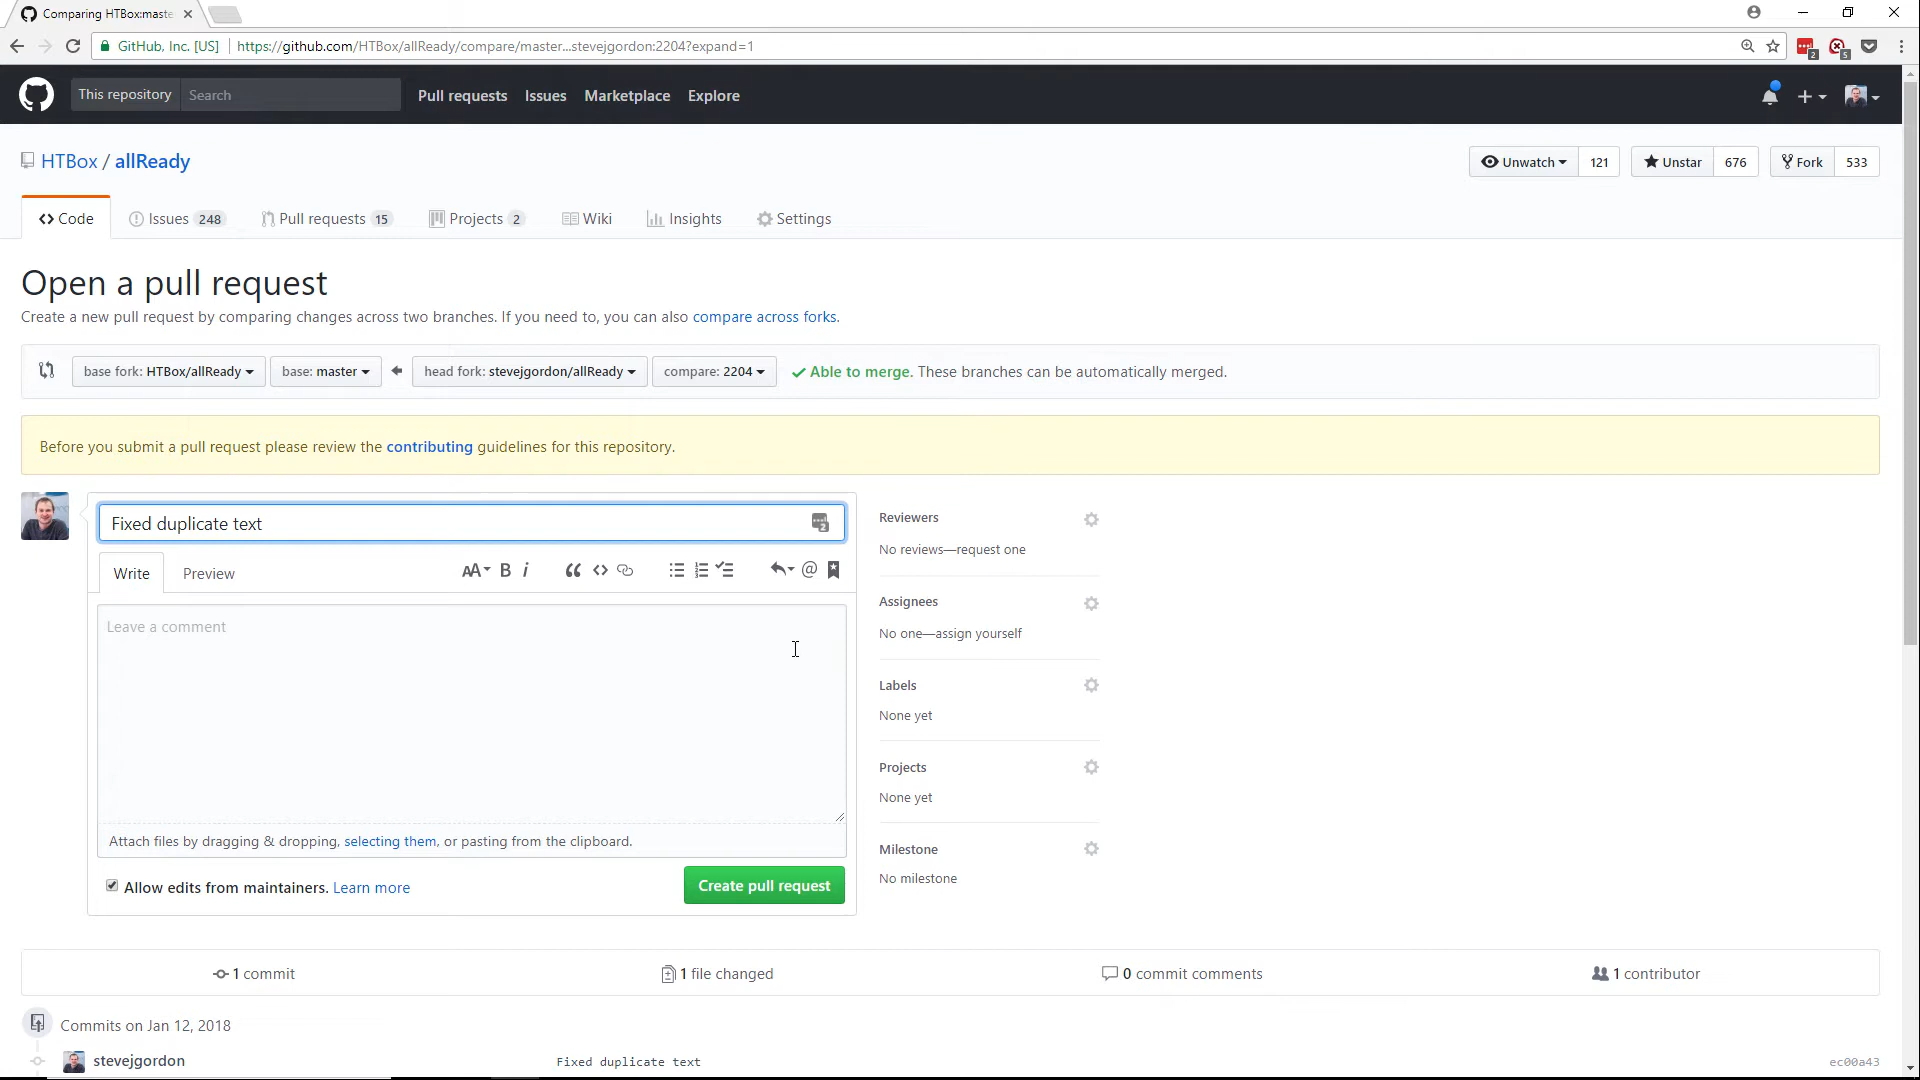 Comparing HTBox:maste
GitHub, Inc. [US] https://github.com/HTBox/allReady/compare/master...stevejgordon:2204?expand=1
2 5
This repository Search Pull requests Issues Marketplace Explore
HTBox / allReady Unwatch 121 Unstar 676 Fork 533
Code Issues 248 Pull requests 15 Projects 2 Wiki Insights Settings
Open a pull request
Create a new pull request by comparing changes across two branches. If you need to, you can also compare across forks.
base fork: HTBox/allReady base: master head fork: stevejgordon/allReady compare: 2204 Able to merge. These branches can be automatically merged.
Before you submit a pull request please review the contributing guidelines for this repository.
Fixed duplicate text 2
Write Preview AA B i @
Leave a comment
Attach files by dragging & dropping, selecting them, or pasting from the clipboard.
Allow edits from maintainers. Learn more Create pull request
Reviewers
No reviews—request one
Assignees
No one—assign yourself
Labels
None yet
Projects
None yet
Milestone
No milestone
1 commit 1 file changed 0 commit comments 1 contributor
Commits on Jan 12, 2018
stevejgordon Fixed duplicate text ec00a43